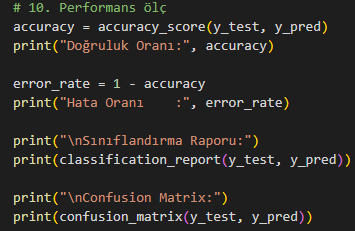 # 10. Performans ölç
accuracy = accuracy_score(y_test, y_pred)
print("Doğruluk Oranı:", accuracy)
error_rate = 1 - accuracy
print("Hata Oranı    :", error_rate)
print("\nSınıflandırma Raporu:")
print(classification_report(y_test, y_pred))
print("\nConfusion Matrix:")
print(confusion_matrix(y_test, y_pred))